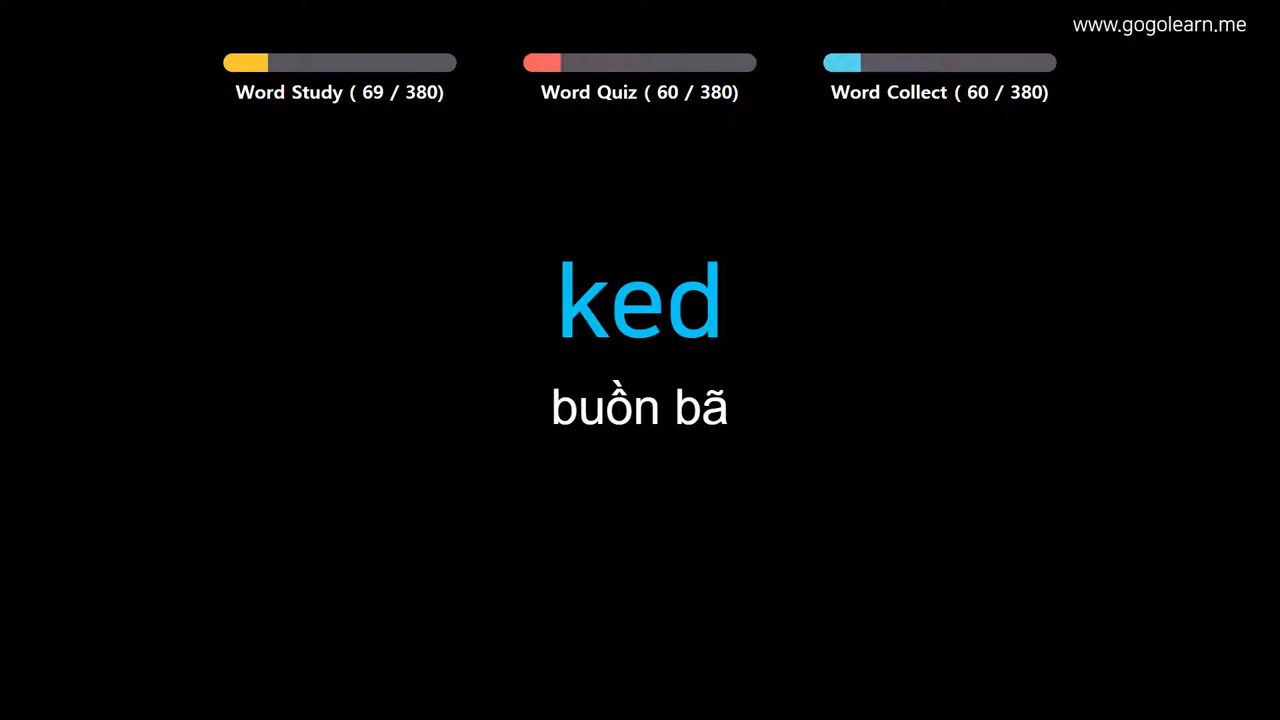 www.gogolearn.me
Word Study ( 69 / 380)
Word Quiz ( 60 / 380)
Word Collect ( 60 / 380)
ked
buồn bã